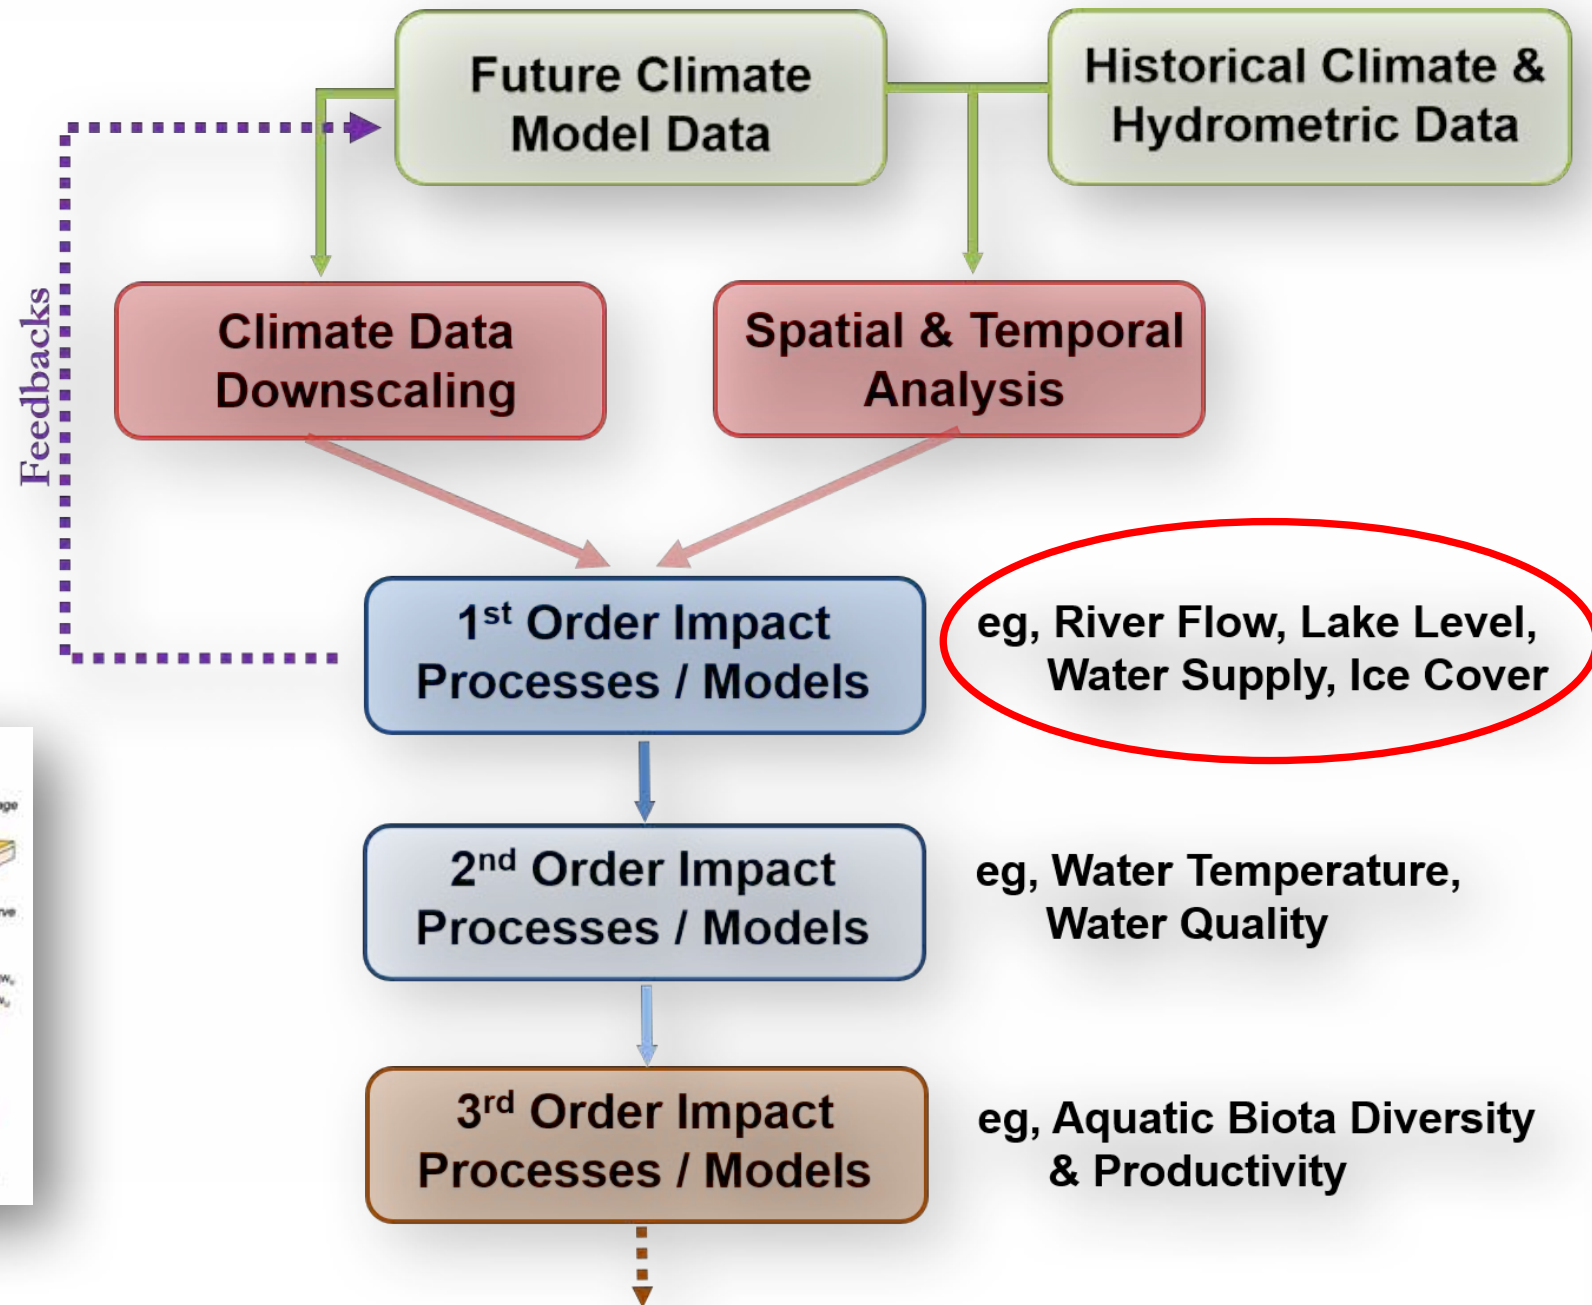 Future Climate
Model Data
Historical Climate &
Hydrometric Data
Feedbacks
Climate Data
Downscaling
Spatial & Temporal
Analysis
1st Order Impact
Processes / Models
eg, River Flow, Lake Level,
Water Supply, Ice Cover
2nd Order Impact
Processes / Models
eg, Water Temperature,
Water Quality
3rd Order Impact
Processes / Models
eg, Aquatic Biota Diversity
& Productivity